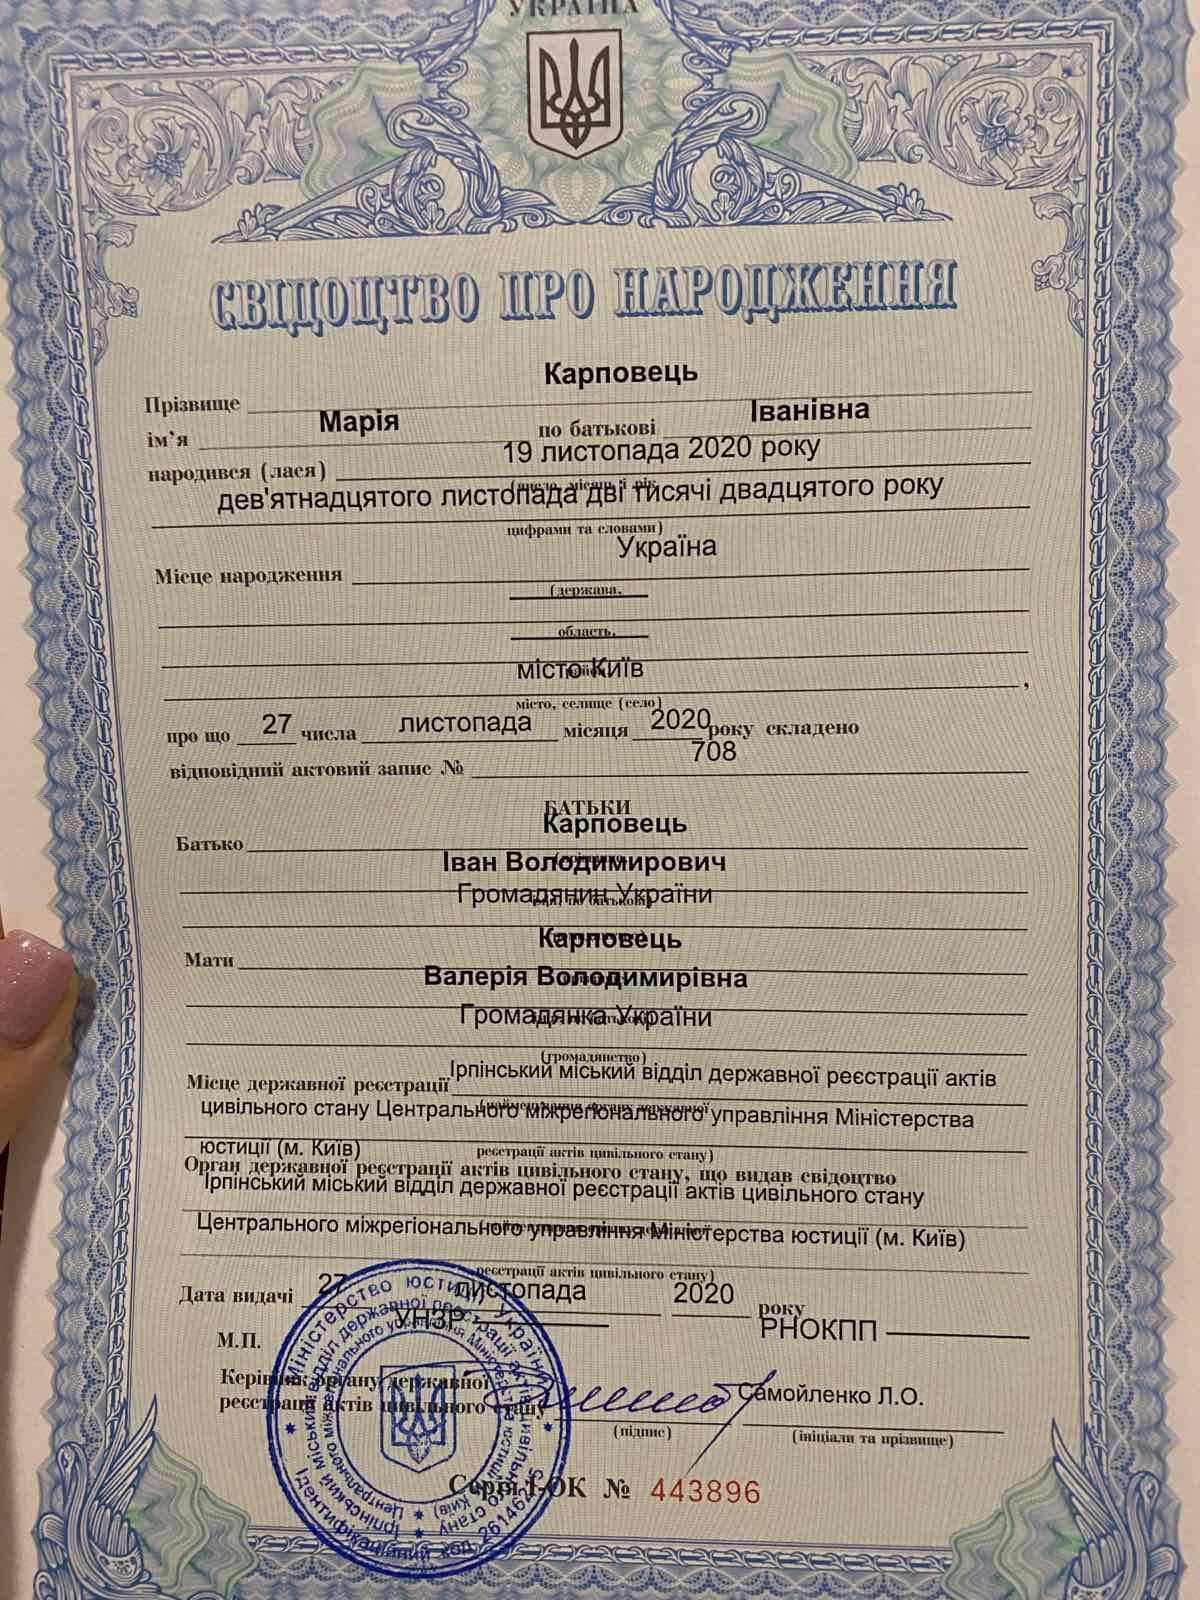 УКРАЇНА
СВІДОЦТВО ПРО НАРОДЖЕННЯ
Карповець
Прізвище
ім’я Марія по батькові Іванівна
народився (лася) 19 листопада 2020 року
(число, місяць і рік
дев'ятнадцятого листопада дві тисячі двадцятого року
цифрами та словами)
Україна
Місце народження
(держава,
область,
місто Київ
місто, селище (село)
,
про що 27 числа листопада місяця 2020 року складено
відповідний актовий запис № 708
БАТЬКИ
Карповець
Батько
Іван Володимирович
Громадянин України
Карповець
Мати
Валерія Володимирівна
Громадянка України
(громадянство)
Місце державної реєстрації Ірпінський міський відділ державної реєстрації актів
(найменування органу державної
цивільного стану Центрального міжрегіонального управління Міністерства
юстиції (м. Київ) реєстрації актів цивільного стану)
Орган державної реєстрації актів цивільного стану, що видав свідоцтво
Ірпінський міський відділ державної реєстрації актів цивільного стану
Центрального міжрегіонального управління Міністерства юстиції (м. Київ)
реєстрації актів цивільного стану)
Дата видачі 27 листопада 2020 року
УНЗР РНОКПП
М.П.
Керівник органу державної
реєстрації актів цивільного стану Самойленко Л.О.
(підпис) (ініціали та прізвище)
Серія І-ОК № 443896
Міністерство юстиції України
Ірпінський міський відділ державної реєстрації актів цивільного стану
Центрального міжрегіонального управління Міністерства юстиції (м. Київ)
Ідентифікаційний код